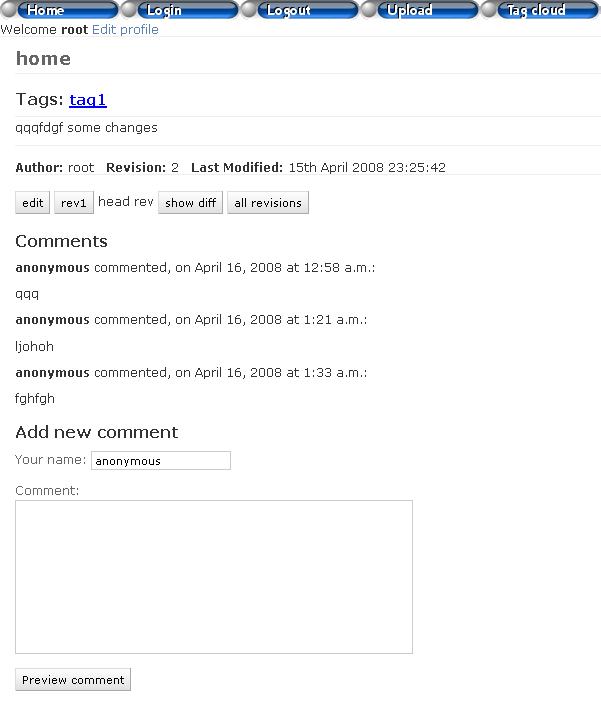 Home Login Logout Upload Tag cloud
Welcome root Edit profile
home
Tags: tag1
qqqfdgf some changes
Author: root Revision: 2 Last Modified: 15th April 2008 23:25:42
edit rev1 head rev show diff all revisions
Comments
anonymous commented, on April 16, 2008 at 12:58 a.m.:
qqq
anonymous commented, on April 16, 2008 at 1:21 a.m.:
ljohoh
anonymous commented, on April 16, 2008 at 1:33 a.m.:
fghfgh
Add new comment
Your name: anonymous
Comment:
Preview comment